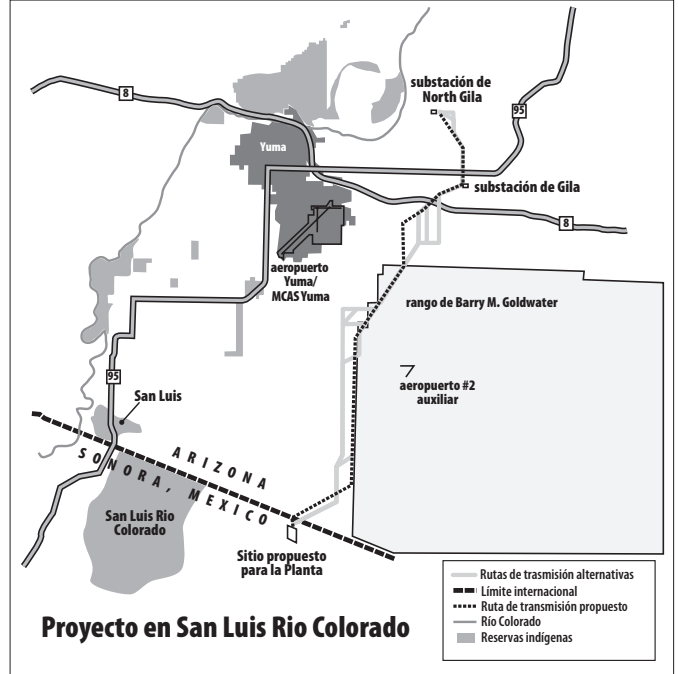 substación de
North Gila
8
95
Yuma
substación de Gila
8
aeropuerto
Yuma/
MCAS Yuma
rango de Barry M. Goldwater
aeropuerto #2
auxiliar
95
San Luis
ARIZONA
SONORA, MEXICO
San Luis Rio
Colorado
Sitio propuesto
para la Planta
Rutas de trasmisión alternativas
Límite internacional
Ruta de transmisión propuesto
Río Colorado
Reservas indígenas
Proyecto en San Luis Rio Colorado